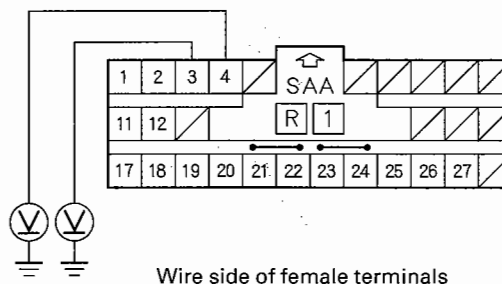 1 2 3 4
SAA
11 12 R 1
17 18 19 20 21 22 23 24 25 26 27
V V
Wire side of female terminals